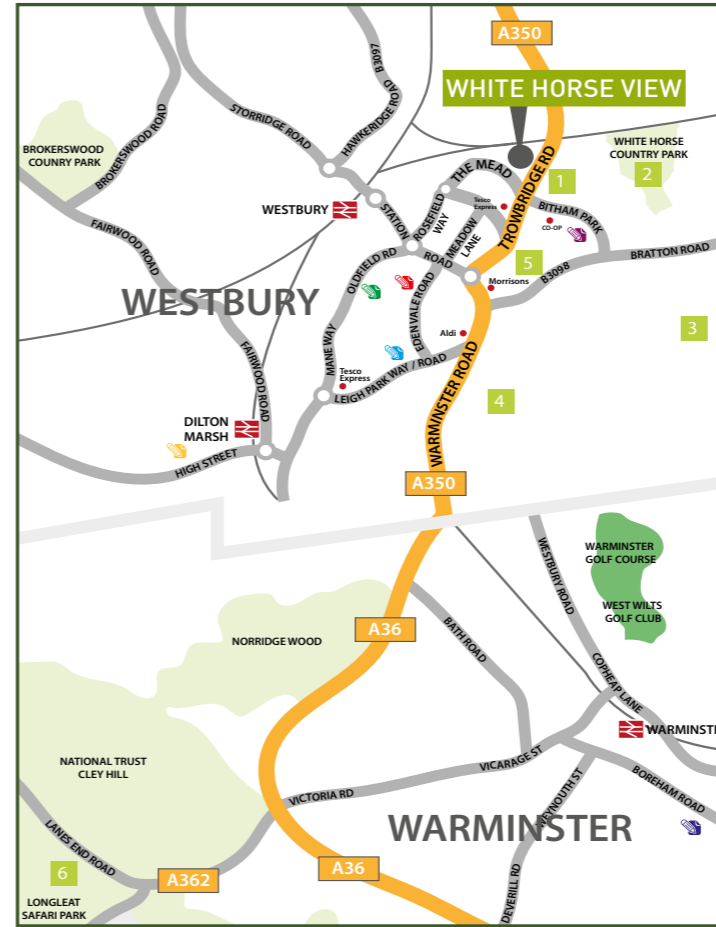 A350
WHITE HORSE VIEW
B3097
HAWKERIDGE ROAD
STORRIDGE ROAD
BROKERSWOOD ROAD
BROKERSWOOD
COUNRY PARK
WHITE HORSE
COUNTRY PARK
2
1
THE MEAD
TROWBRIDGE RD
Tesco
Express
BITHAM PARK
CO-OP
WESTBURY
STATION
ROAD
ROSEFIELD
WAY
MEADOW
LANE
FAIRWOOD ROAD
OLDFIELD RD
BRATTON ROAD
B3098
5
Morrisons
WESTBURY
EDEN VALE ROAD
Aldi
3
MANE WAY
Tesco
Express
LEIGH PARK WAY / ROAD
FAIRWOOD ROAD
WARMINSTER ROAD
4
DILTON
MARSH
HIGH STREET
A350
WESTBURY ROAD
WARMINSTER
GOLF COURSE
WEST WILTS
GOLF CLUB
NORRIDGE WOOD
A36
BATH ROAD
COPHEAP LANE
WARMINST
NATIONAL TRUST
CLEY HILL
VICARAGE ST
VICTORIA RD
WEYNOUTH ST
BOREHAM ROAD
WARMINSTER
LANES END ROAD
6
LONGLEAT
SAFARI PARK
A362
A36
DEVERILL RD